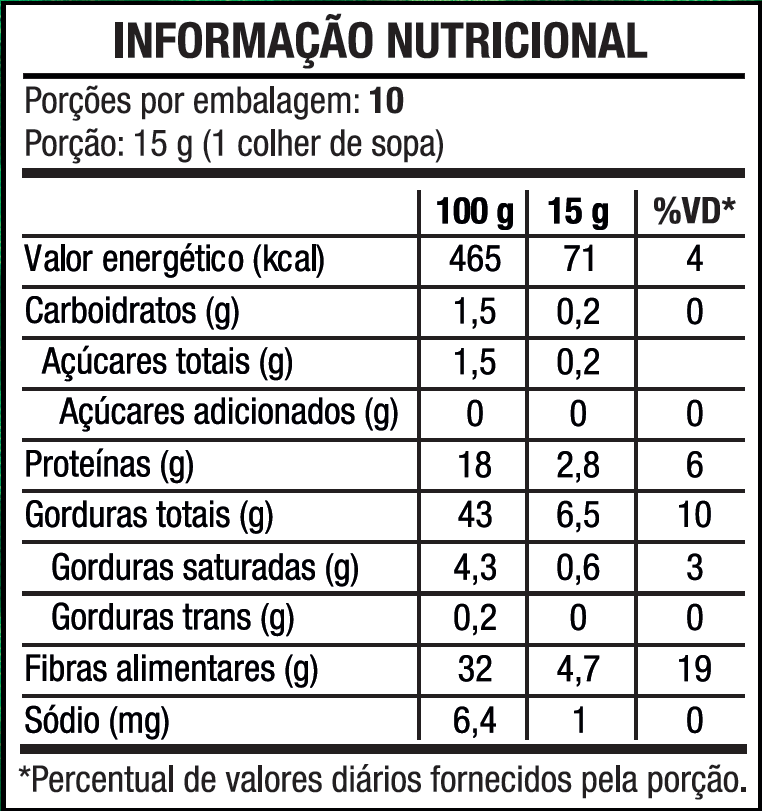 INFORMAÇÃO NUTRICIONAL
Porções por embalagem: 10
Porção: 15 g (1 colher de sopa)
100 g 15 g %VD*
Valor energético (kcal) 465 71 4
Carboidratos (g) 1,5 0,2 0
Açúcares totais (g) 1,5 0,2
Açúcares adicionados (g) 0 0 0
Proteínas (g) 18 2,8 6
Gorduras totais (g) 43 6,5 10
Gorduras saturadas (g) 4,3 0,6 3
Gorduras trans (g) 0,2 0 0
Fibras alimentares (g) 32 4,7 19
Sódio (mg) 6,4 1 0
*Percentual de valores diários fornecidos pela porção.